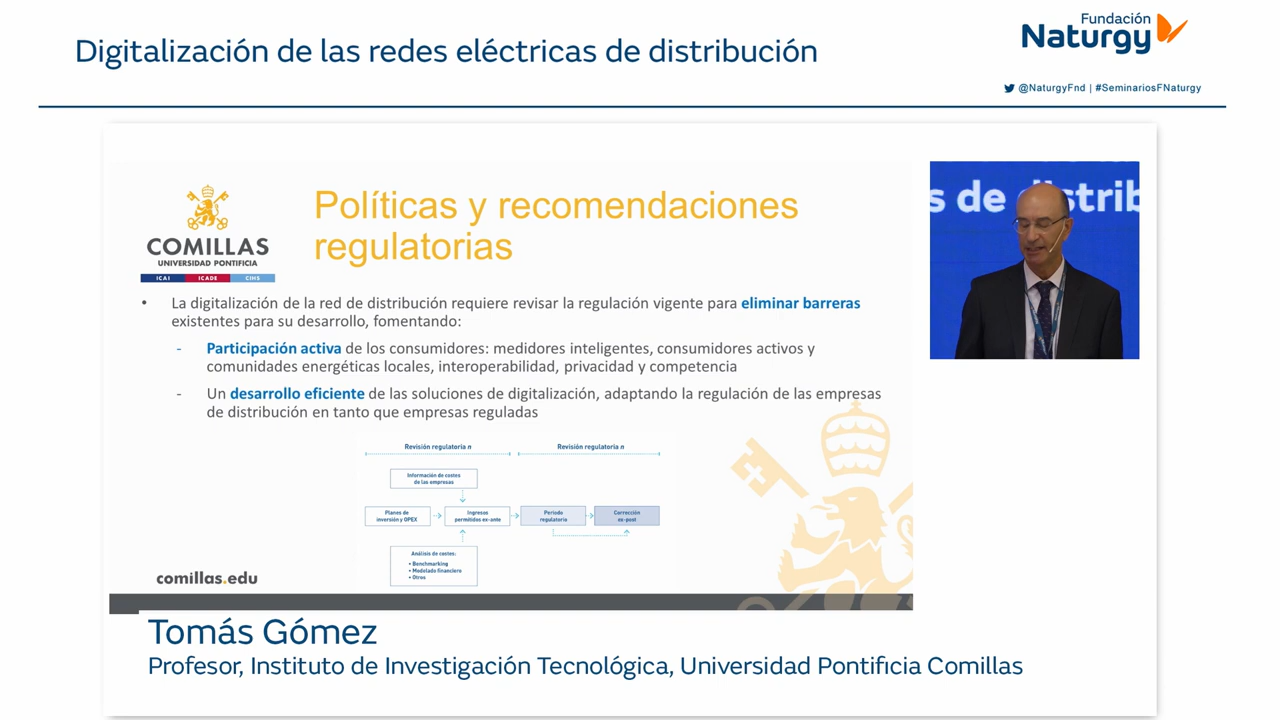 Digitalización de las redes eléctricas de distribución
Fundación
Naturgy
@NaturgyFnd | #SeminariosFNaturgy
COMILLAS
UNIVERSIDAD PONTIFICIA
ICAI ICADE CIHS
Políticas y recomendaciones
regulatorias
s de distrib
• La digitalización de la red de distribución requiere revisar la regulación vigente para eliminar barreras
existentes para su desarrollo, fomentando:
- Participación activa de los consumidores: medidores inteligentes, consumidores activos y
comunidades energéticas locales, interoperabilidad, privacidad y competencia
- Un desarrollo eficiente de las soluciones de digitalización, adaptando la regulación de las empresas
de distribución en tanto que empresas reguladas
Revisión regulatoria n
Revisión regulatoria n
Información de costes
de las empresas
Planes de
inversión y OPEX
Ingresos
permitidos ex-ante
Periodo
regulatorio
Corrección
ex-post
Análisis de costes:
• Benchmarking
• Modelado financiero
• Otros
comillas.edu
Tomás Gómez
Profesor, Instituto de Investigación Tecnológica, Universidad Pontificia Comillas